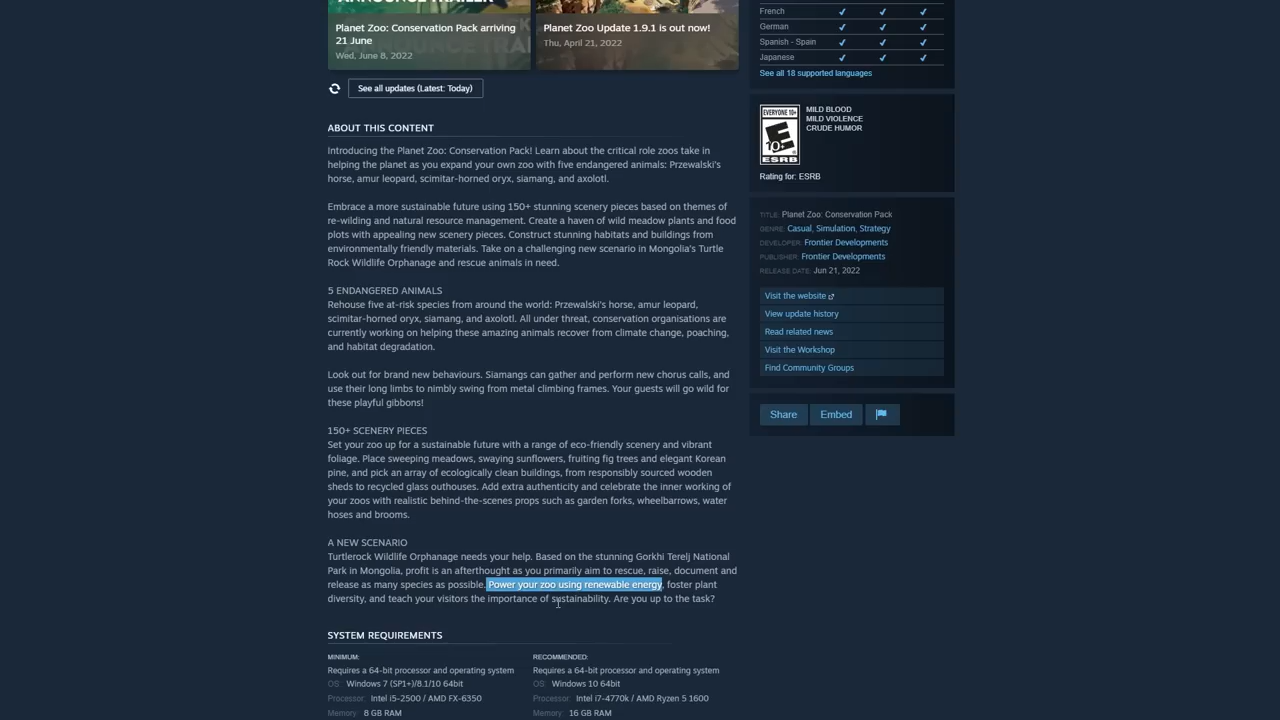 Planet Zoo: Conservation Pack arriving
21 June
Wed, June 8, 2022
Planet Zoo Update 1.9.1 is out now!
Thu, April 21, 2022
See all updates (Latest: Today)
ABOUT THIS CONTENT
Introducing the Planet Zoo: Conservation Pack! Learn about the critical role zoos take in
helping the planet as you expand your own zoo with five endangered animals: Przewalski's
horse, amur leopard, scimitar-horned oryx, siamang, and axolotl.
Embrace a more sustainable future using 150+ stunning scenery pieces based on themes of
re-wilding and natural resource management. Create a haven of wild meadow plants and food
plots with appealing new scenery pieces. Construct stunning habitats and buildings from
environmentally friendly materials. Take on a challenging new scenario in Mongolia's Turtle
Rock Wildlife Orphanage and rescue animals in need.
5 ENDANGERED ANIMALS
Rehouse five at-risk species from around the world: Przewalski's horse, amur leopard,
scimitar-horned oryx, siamang, and axolotl. All under threat, conservation organisations are
currently working on helping these amazing animals recover from climate change, poaching,
and habitat degradation.
Look out for brand new behaviours. Siamangs can gather and perform new chorus calls, and
use their long limbs to nimbly swing from metal climbing frames. Your guests will go wild for
these playful gibbons!
150+ SCENERY PIECES
Set your zoo up for a sustainable future with a range of eco-friendly scenery and vibrant
foliage. Place sweeping meadows, swaying sunflowers, fruiting fig trees and elegant Korean
pine, and pick an array of ecologically clean buildings, from responsibly sourced wooden
sheds to recycled glass outhouses. Add extra authenticity and celebrate the inner working of
your zoos with realistic behind-the-scenes props such as garden forks, wheelbarrows, water
hoses and brooms.
A NEW SCENARIO
Turtlerock Wildlife Orphanage needs your help. Based on the stunning Gorkhi Terelj National
Park in Mongolia, profit is an afterthought as you primarily aim to rescue, raise, document and
release as many species as possible. Power your zoo using renewable energy, foster plant
diversity, and teach your visitors the importance of sustainability. Are you up to the task?
SYSTEM REQUIREMENTS
MINIMUM:
Requires a 64-bit processor and operating system
OS: Windows 7 (SP1+)/8.1/10 64bit
Processor: Intel i5-2500 / AMD FX-6350
Memory: 8 GB RAM
RECOMMENDED:
Requires a 64-bit processor and operating system
OS: Windows 10 64bit
Processor: Intel i7-4770k / AMD Ryzen 5 1600
Memory: 16 GB RAM
French
German
Spanish - Spain
Japanese
See all 18 supported languages
EVERYONE 10+
E
10+
ESRB
MILD BLOOD
MILD VIOLENCE
CRUDE HUMOR
Rating for: ESRB
TITLE: Planet Zoo: Conservation Pack
GENRE: Casual, Simulation, Strategy
DEVELOPER: Frontier Developments
PUBLISHER: Frontier Developments
RELEASE DATE: Jun 21, 2022
Visit the website
View update history
Read related news
Visit the Workshop
Find Community Groups
Share
Embed